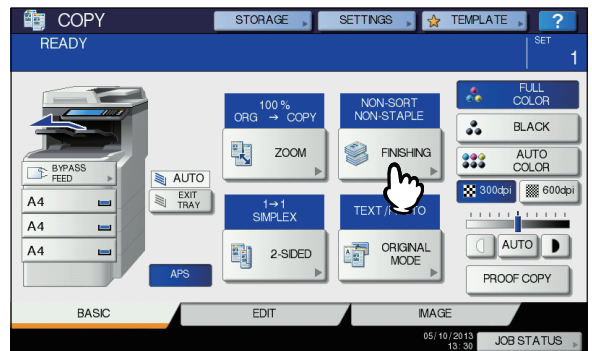 COPY
STORAGE
SETTINGS
TEMPLATE
?
READY
SET
1
100 %
ORG → COPY
ZOOM
NON-SORT
NON-STAPLE
FINISHING
FULL
COLOR
BLACK
AUTO
COLOR
300dpi
600dpi
BYPASS
FEED
A4
A4
A4
AUTO
EXIT
TRAY
APS
1→1
SIMPLEX
2-SIDED
ORIGINAL
MODE
AUTO
PROOF COPY
BASIC
EDIT
IMAGE
05/10/2013
13:30
JOB STATUS